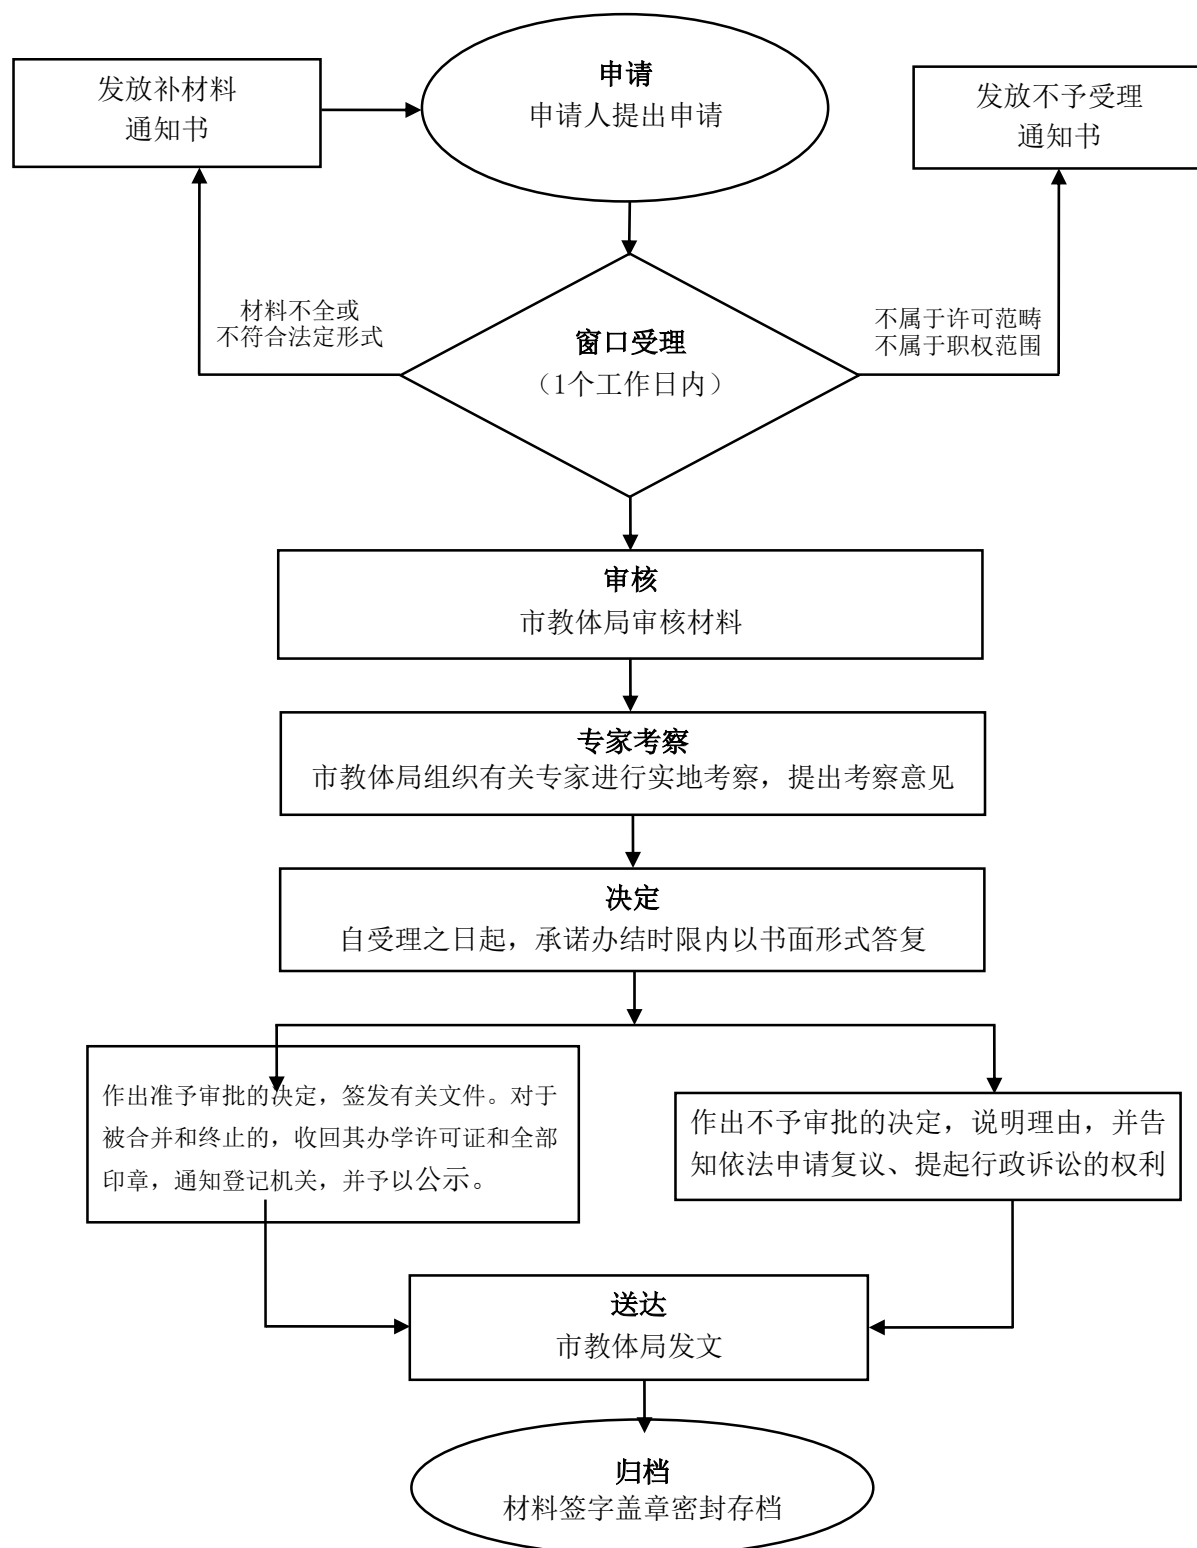 申请
申请人提出申请
发放补材料
通知书
发放不予受理
通知书
材料不全或
不符合法定形式
窗口受理
（1个工作日内）
不属于许可范畴
不属于职权范围
审核
市教体局审核材料
专家考察
市教体局组织有关专家进行实地考察，提出考察意见
决定
自受理之日起，承诺办结时限内以书面形式答复
作出准予审批的决定，签发有关文件。对于
被合并和终止的，收回其办学许可证和全部
印章，通知登记机关，并予以公示。
作出不予审批的决定，说明理由，并告
知依法申请复议、提起行政诉讼的权利
送达
市教体局发文
归档
材料签字盖章密封存档